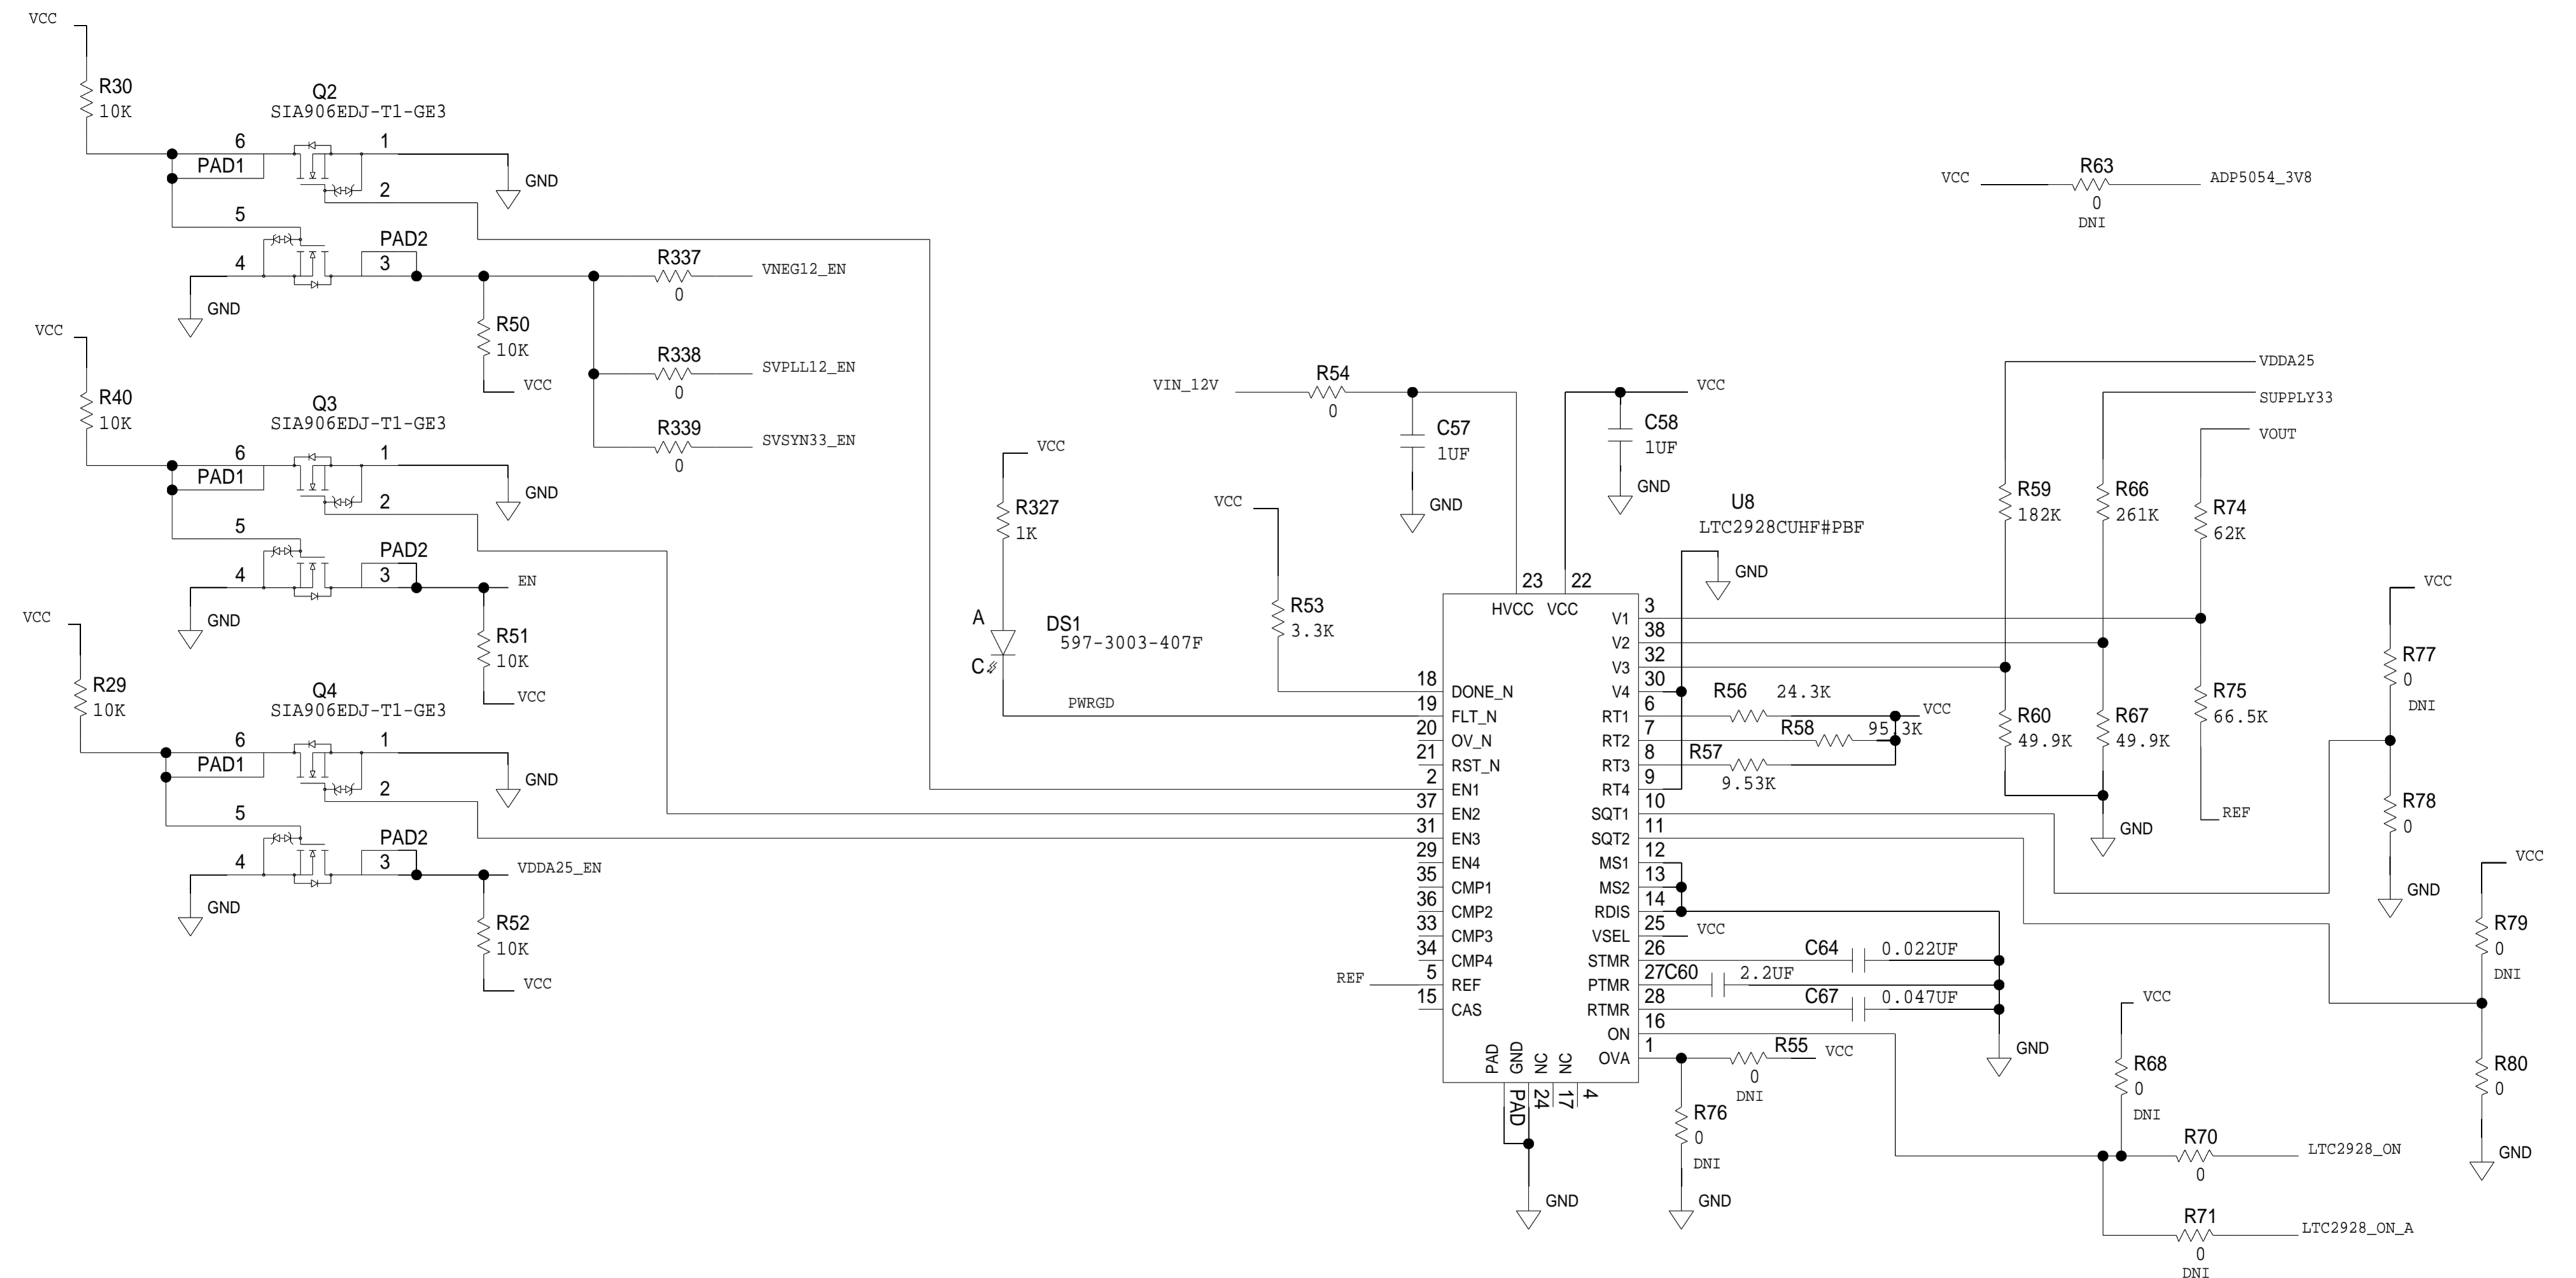 VCC
R30
10K
Q2
SIA906EDJ-T1-GE3
6
1
PAD1
2
GND
5
4
PAD2
3
GND
R50
10K
VCC
R337
0
VNEG12_EN
R338
0
SVPLL12_EN
R339
0
SVSYN33_EN
VCC
R40
10K
Q3
SIA906EDJ-T1-GE3
6
1
PAD1
2
GND
5
4
PAD2
3
EN
GND
R51
10K
VCC
VCC
R29
10K
Q4
SIA906EDJ-T1-GE3
6
1
PAD1
2
GND
5
4
PAD2
3
VDDA25_EN
GND
R52
10K
VCC
VCC
R327
1K
A
C
DS1
597-3003-407F
PWRGD
VCC
R53
3.3K
VIN_12V
R54
0
C57
1UF
GND
VCC
C58
1UF
GND
U8
LTC2928CUHF#PBF
GND
23
22
HVCC
VCC
18
DONE_N
19
FLT_N
20
OV_N
21
RST_N
2
EN1
37
EN2
31
EN3
29
EN4
35
CMP1
36
CMP2
33
CMP3
34
CMP4
REF
5
REF
15
CAS
V1
3
V2
38
V3
32
V4
30
RT1
6
RT2
7
RT3
8
RT4
9
SQT1
10
SQT2
11
MS1
12
MS2
13
RDIS
14
VSEL
25
VCC
STMR
26
PTMR
27
RTMR
28
ON
16
OVA
1
PAD
GND
NC
NC
PAD
24
17
4
GND
R56
24.3K
R58
95.3K
VCC
R57
9.53K
C64
0.022UF
C60
2.2UF
C67
0.047UF
GND
R55
0
DNI
VCC
R76
0
DNI
GND
VCC
R63
0
DNI
ADP5054_3V8
VDDA25
SUPPLY33
VOUT
R59
182K
R66
261K
R74
62K
R60
49.9K
R67
49.9K
R75
66.5K
REF
GND
VCC
R77
0
DNI
R78
0
GND
VCC
R79
0
DNI
R80
0
GND
VCC
R68
0
DNI
R70
0
LTC2928_ON
R71
0
DNI
LTC2928_ON_A